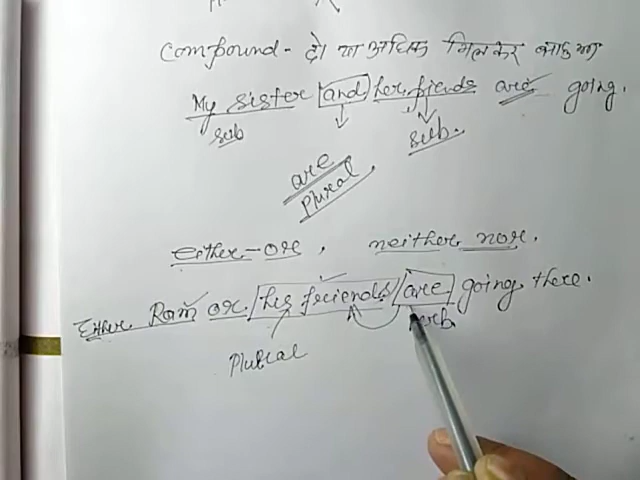 Compound - दो या अधिक मिलकर
My sister and her friends are going.
sub sub.
are
Plural
either-or, neither nor.
Either Ram or his friends are going there.
Plural verb